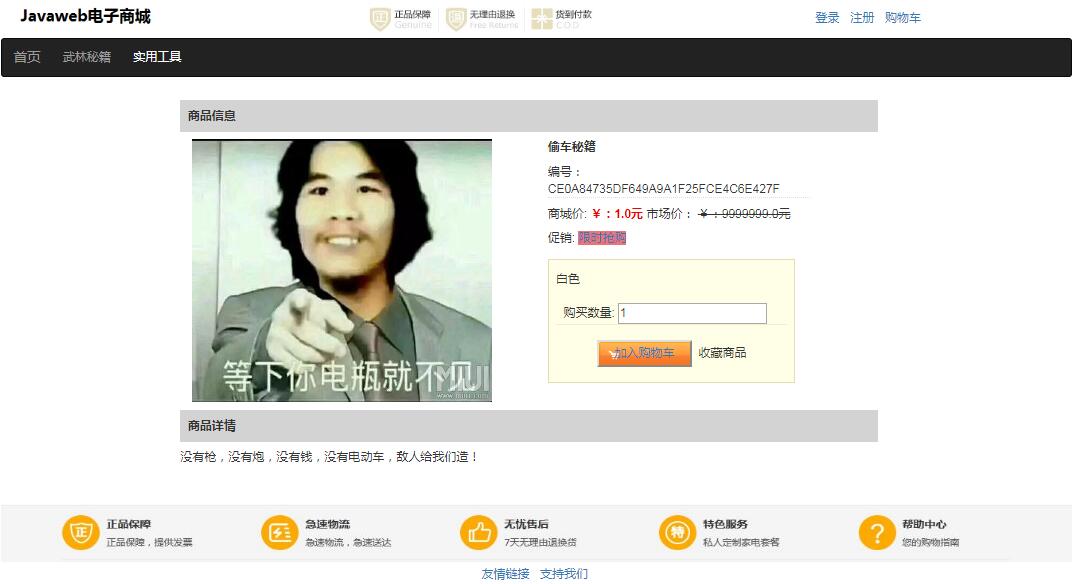 Javaweb电子商城
正品保障
Genuine
无理由退换
Free Returns
货到付款
COD
登录 注册 购物车
首页 武林秘籍 实用工具
商品信息
等下你电瓶就不见
MIUI
www.miui.com
偷车秘籍
编号：
CE0A84735DF649A9A1F25FCE4C6E427F
商城价: ￥：1.0元 市场价： ￥：9999999.0元
促销: 限时抢购
白色
购买数量: 1
加入购物车 收藏商品
商品详情
没有枪，没有炮，没有钱，没有电动车，敌人给我们造！
正
正品保障
正品保障，提供发票
急速物流
急速物流，急速送达
无忧售后
7天无理由退换货
特
特色服务
私人定制家电套餐
?
帮助中心
您的购物指南
友情链接 支持我们